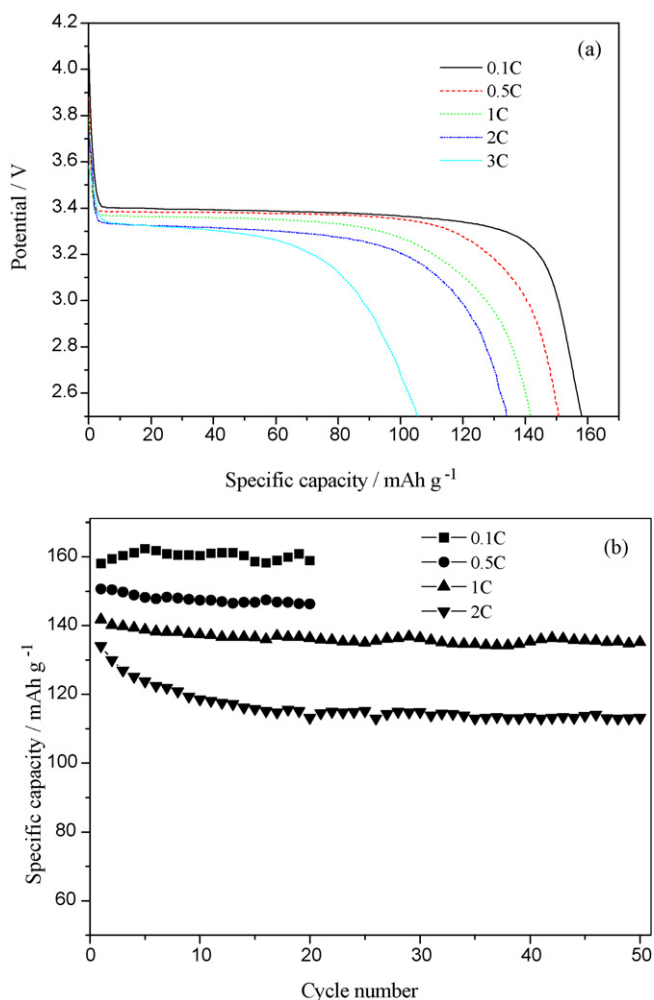 4.2
4.0
3.8
3.6
3.4
3.2
3.0
2.8
2.6
Potential / V
(a)
0.1C
0.5C
1C
2C
3C
0 20 40 60 80 100 120 140 160
Specific capacity / mAh g-1
160
140
120
100
80
60
Specific capacity / mAh g-1
(b)
0.1C
0.5C
1C
2C
0 10 20 30 40 50
Cycle number